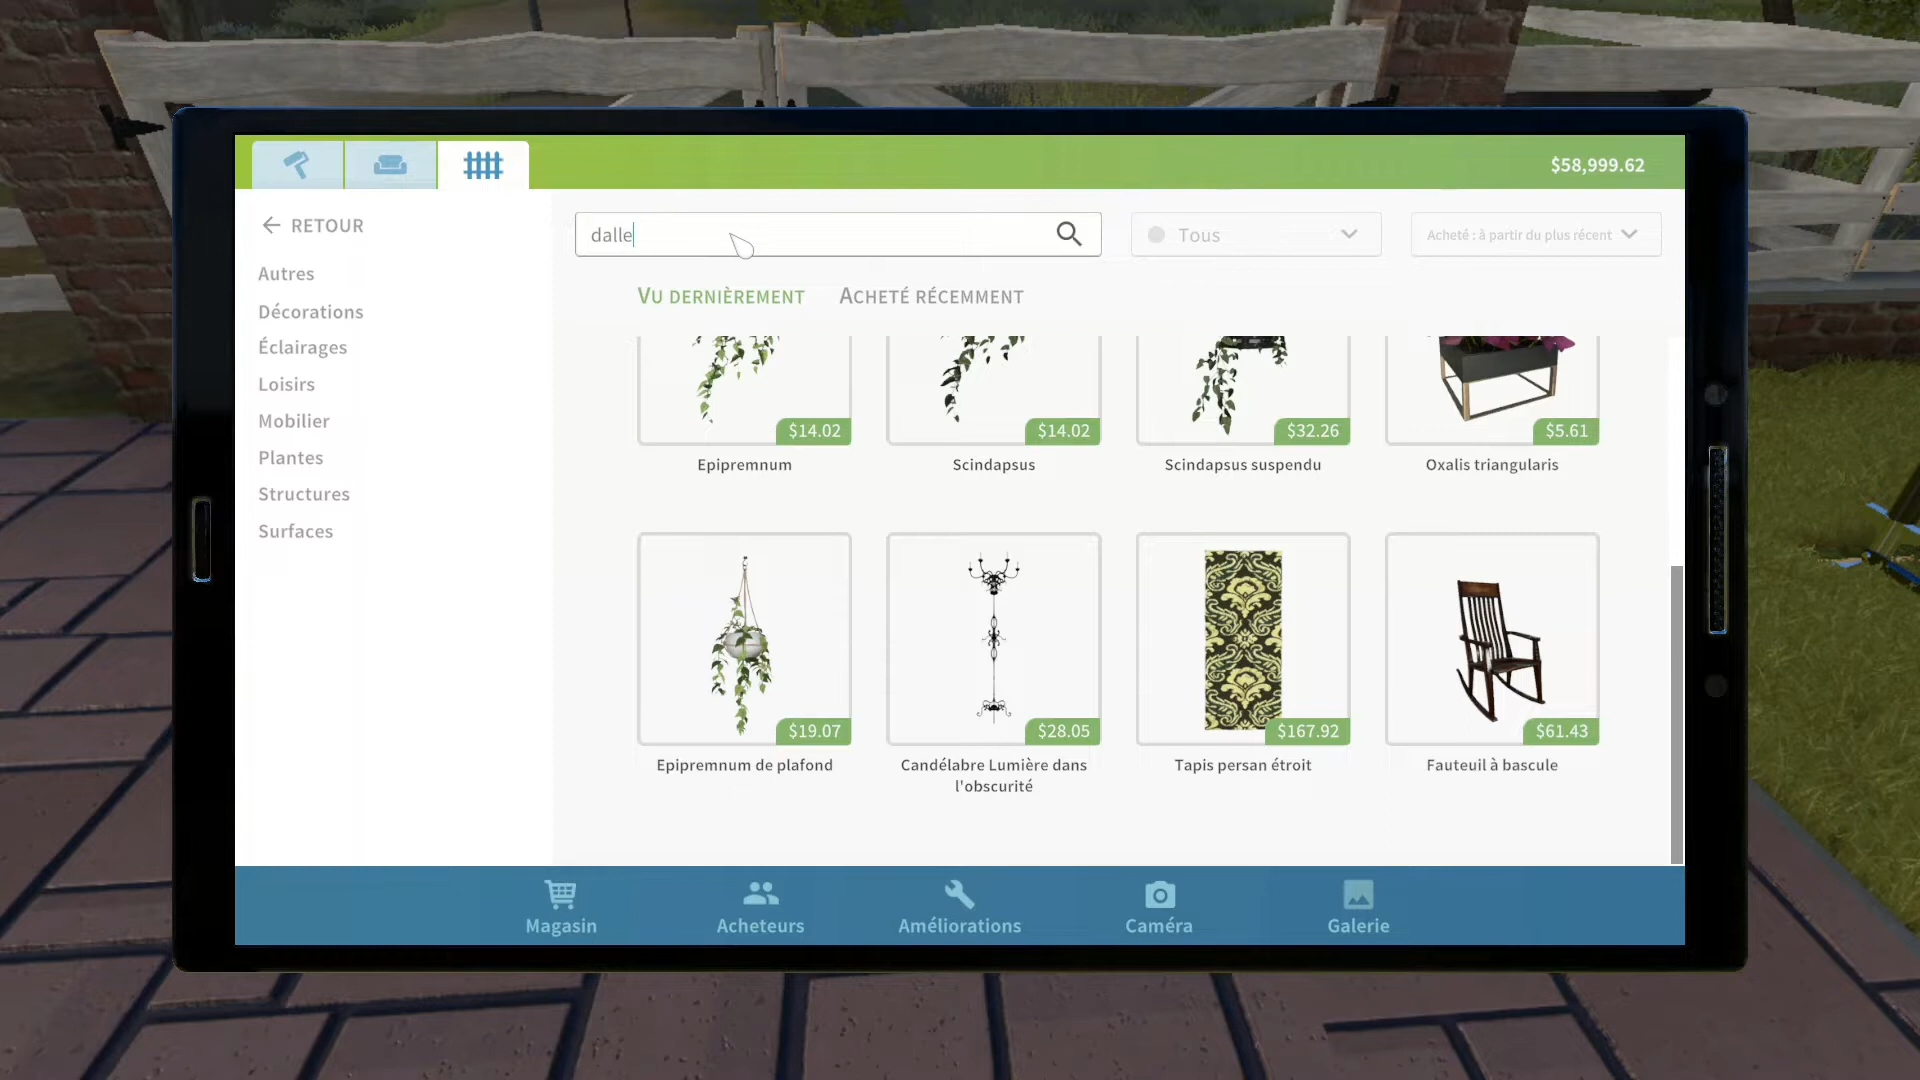 $58,999.62
RETOUR
dalle
Tous
Acheté : à partir du plus récent
Autres
Décorations
Éclairages
Loisirs
Mobilier
Plantes
Structures
Surfaces
VU DERNIÈREMENT
ACHETÉ RÉCEMMENT
$14.02
$14.02
$32.26
$5.61
Epipremnum
Scindapsus
Scindapsus suspendu
Oxalis triangularis
$19.07
$28.05
$167.92
$61.43
Epipremnum de plafond
Candélabre Lumière dans
l'obscurité
Tapis persan étroit
Fauteuil à bascule
Magasin
Acheteurs
Améliorations
Caméra
Galerie